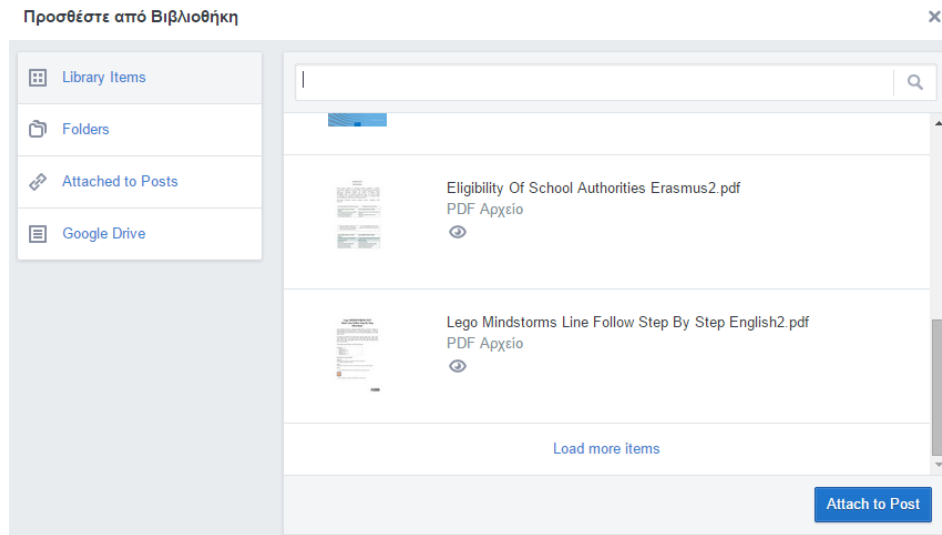 Προσθέστε από Βιβλιοθήκη
Library Items
Folders
Attached to Posts
Google Drive
Eligibility Of School Authorities Erasmus2.pdf
PDF Αρχείο
Lego Mindstorms Line Follow Step By Step English2.pdf
PDF Αρχείο
Load more items
Attach to Post